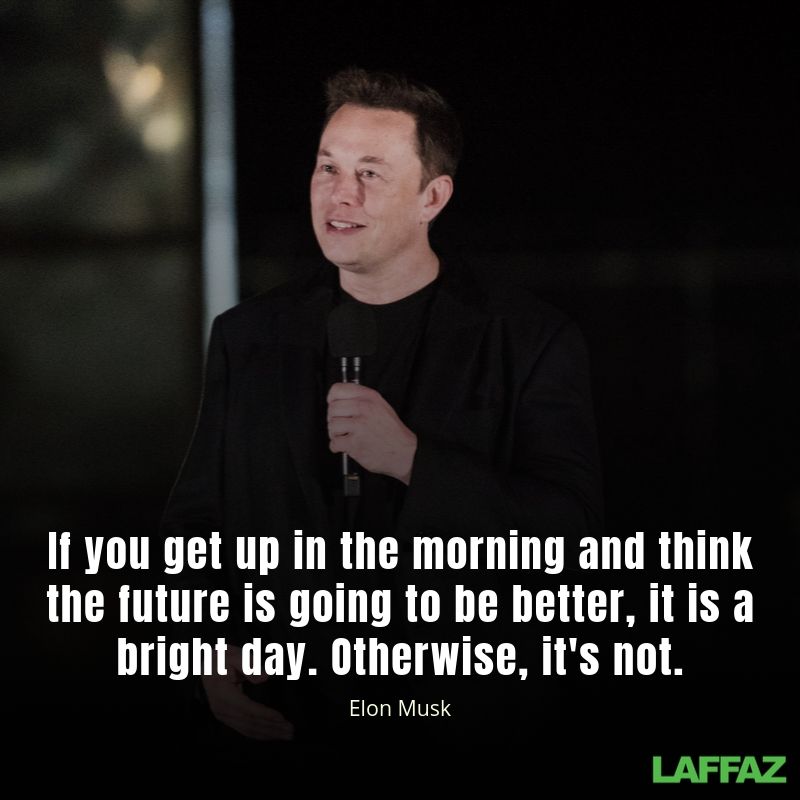 If you get up in the morning and think
the future is going to be better, it is a
bright day. Otherwise, it's not.
Elon Musk
LAFFAZ